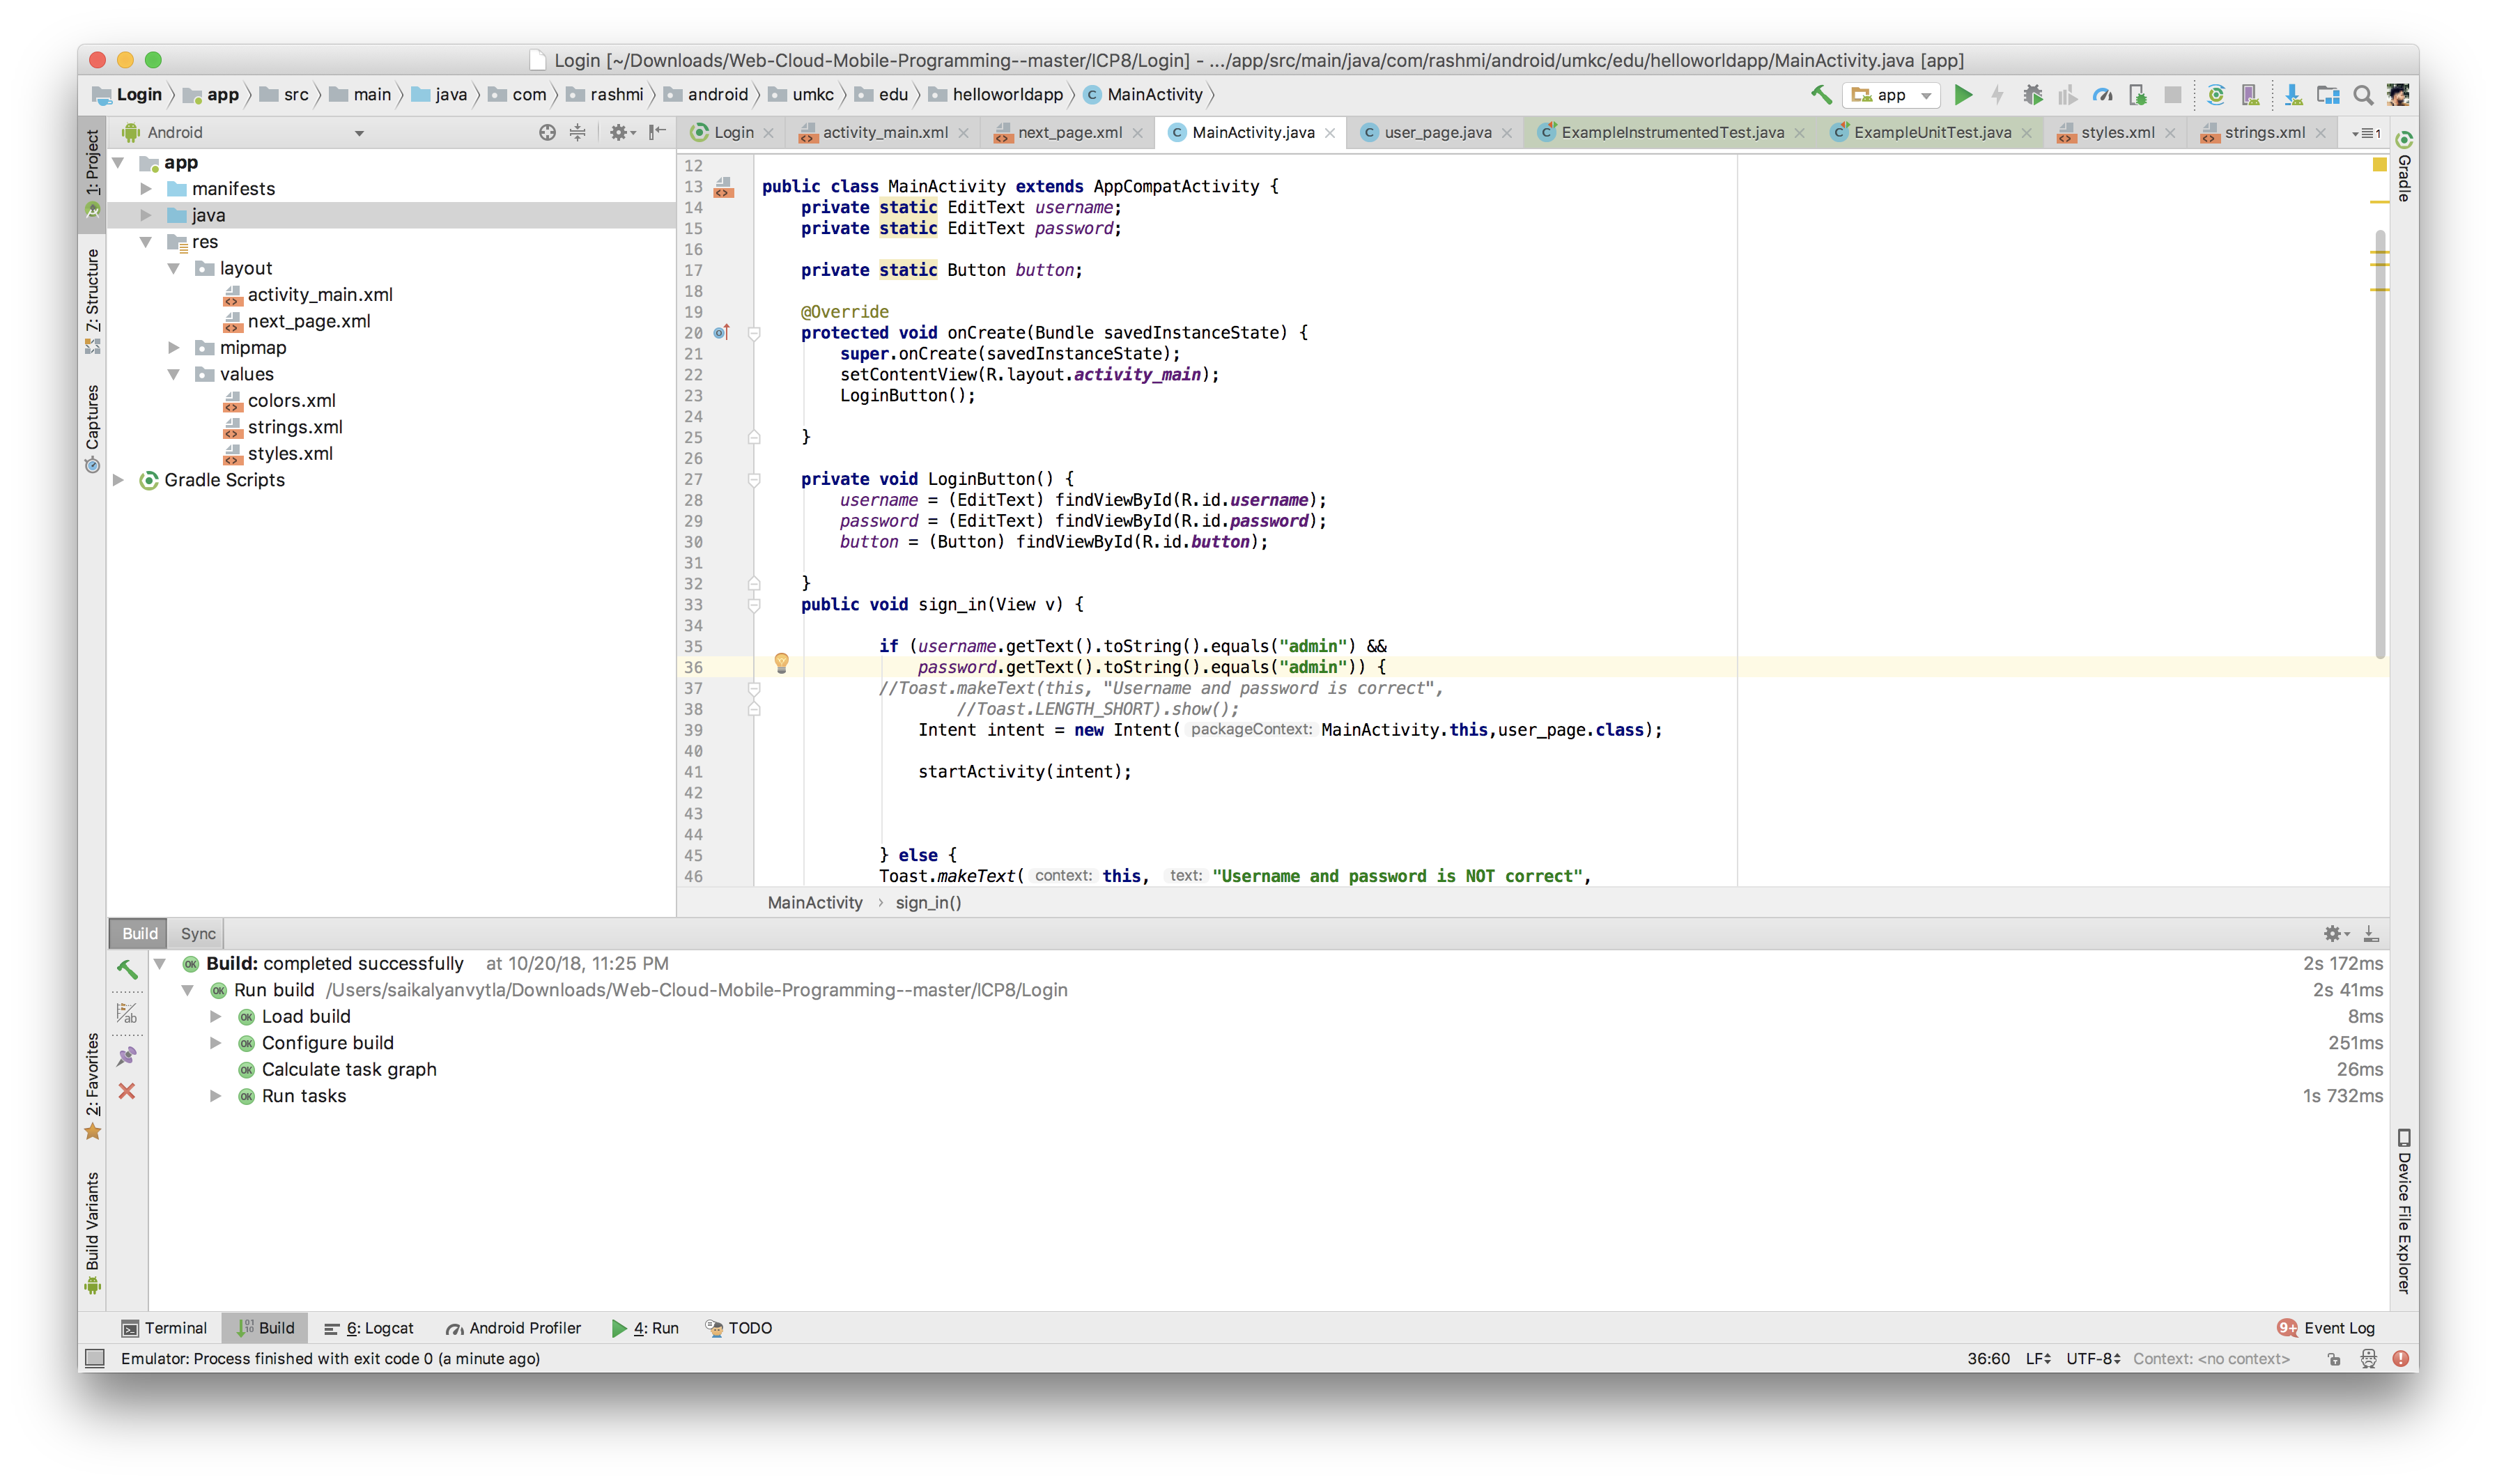 Login [~/Downloads/Web-Cloud-Mobile-Programming--master/ICP8/Login] - .../app/src/main/java/com/rashmi/android/umkc/edu/helloworldapp/MainActivity.java [app]
Login app src main java com rashmi android umkc edu helloworldapp MainActivity app
Android
Login activity_main.xml next_page.xml MainActivity.java user_page.java ExampleInstrumentedTest.java ExampleUnitTest.java styles.xml strings.xml 1
1: Project
Z: Structure
Captures
2: Favorites
Build Variants
app
manifests
java
res
layout
activity_main.xml
next_page.xml
mipmap
values
colors.xml
strings.xml
styles.xml
Gradle Scripts
12
13 public class MainActivity extends AppCompatActivity {
14 private static EditText username;
15 private static EditText password;
16
17 private static Button button;
18
19 @Override
20 protected void onCreate(Bundle savedInstanceState) {
21 super.onCreate(savedInstanceState);
22 setContentView(R.layout.activity_main);
23 LoginButton();
24
25 }
26
27 private void LoginButton() {
28 username = (EditText) findViewById(R.id.username);
29 password = (EditText) findViewById(R.id.password);
30 button = (Button) findViewById(R.id.button);
31
32 }
33 public void sign_in(View v) {
34
35 if (username.getText().toString().equals("admin") &&
36 password.getText().toString().equals("admin")) {
37 //Toast.makeText(this, "Username and password is correct",
38 //Toast.LENGTH_SHORT).show();
39 Intent intent = new Intent( packageContext: MainActivity.this,user_page.class);
40
41 startActivity(intent);
42
43
44
45 } else {
46 Toast.makeText( context: this, text: "Username and password is NOT correct",
MainActivity › sign_in()
Gradle
Device File Explorer
Build Sync
Build: completed successfully at 10/20/18, 11:25 PM 2s 172ms
Run build /Users/saikalyanvytla/Downloads/Web-Cloud-Mobile-Programming--master/ICP8/Login 2s 41ms
Load build 8ms
Configure build 251ms
Calculate task graph 26ms
Run tasks 1s 732ms
Terminal Build 6: Logcat Android Profiler 4: Run TODO 9+ Event Log
Emulator: Process finished with exit code 0 (a minute ago) 36:60 LF UTF-8 Context: <no context>